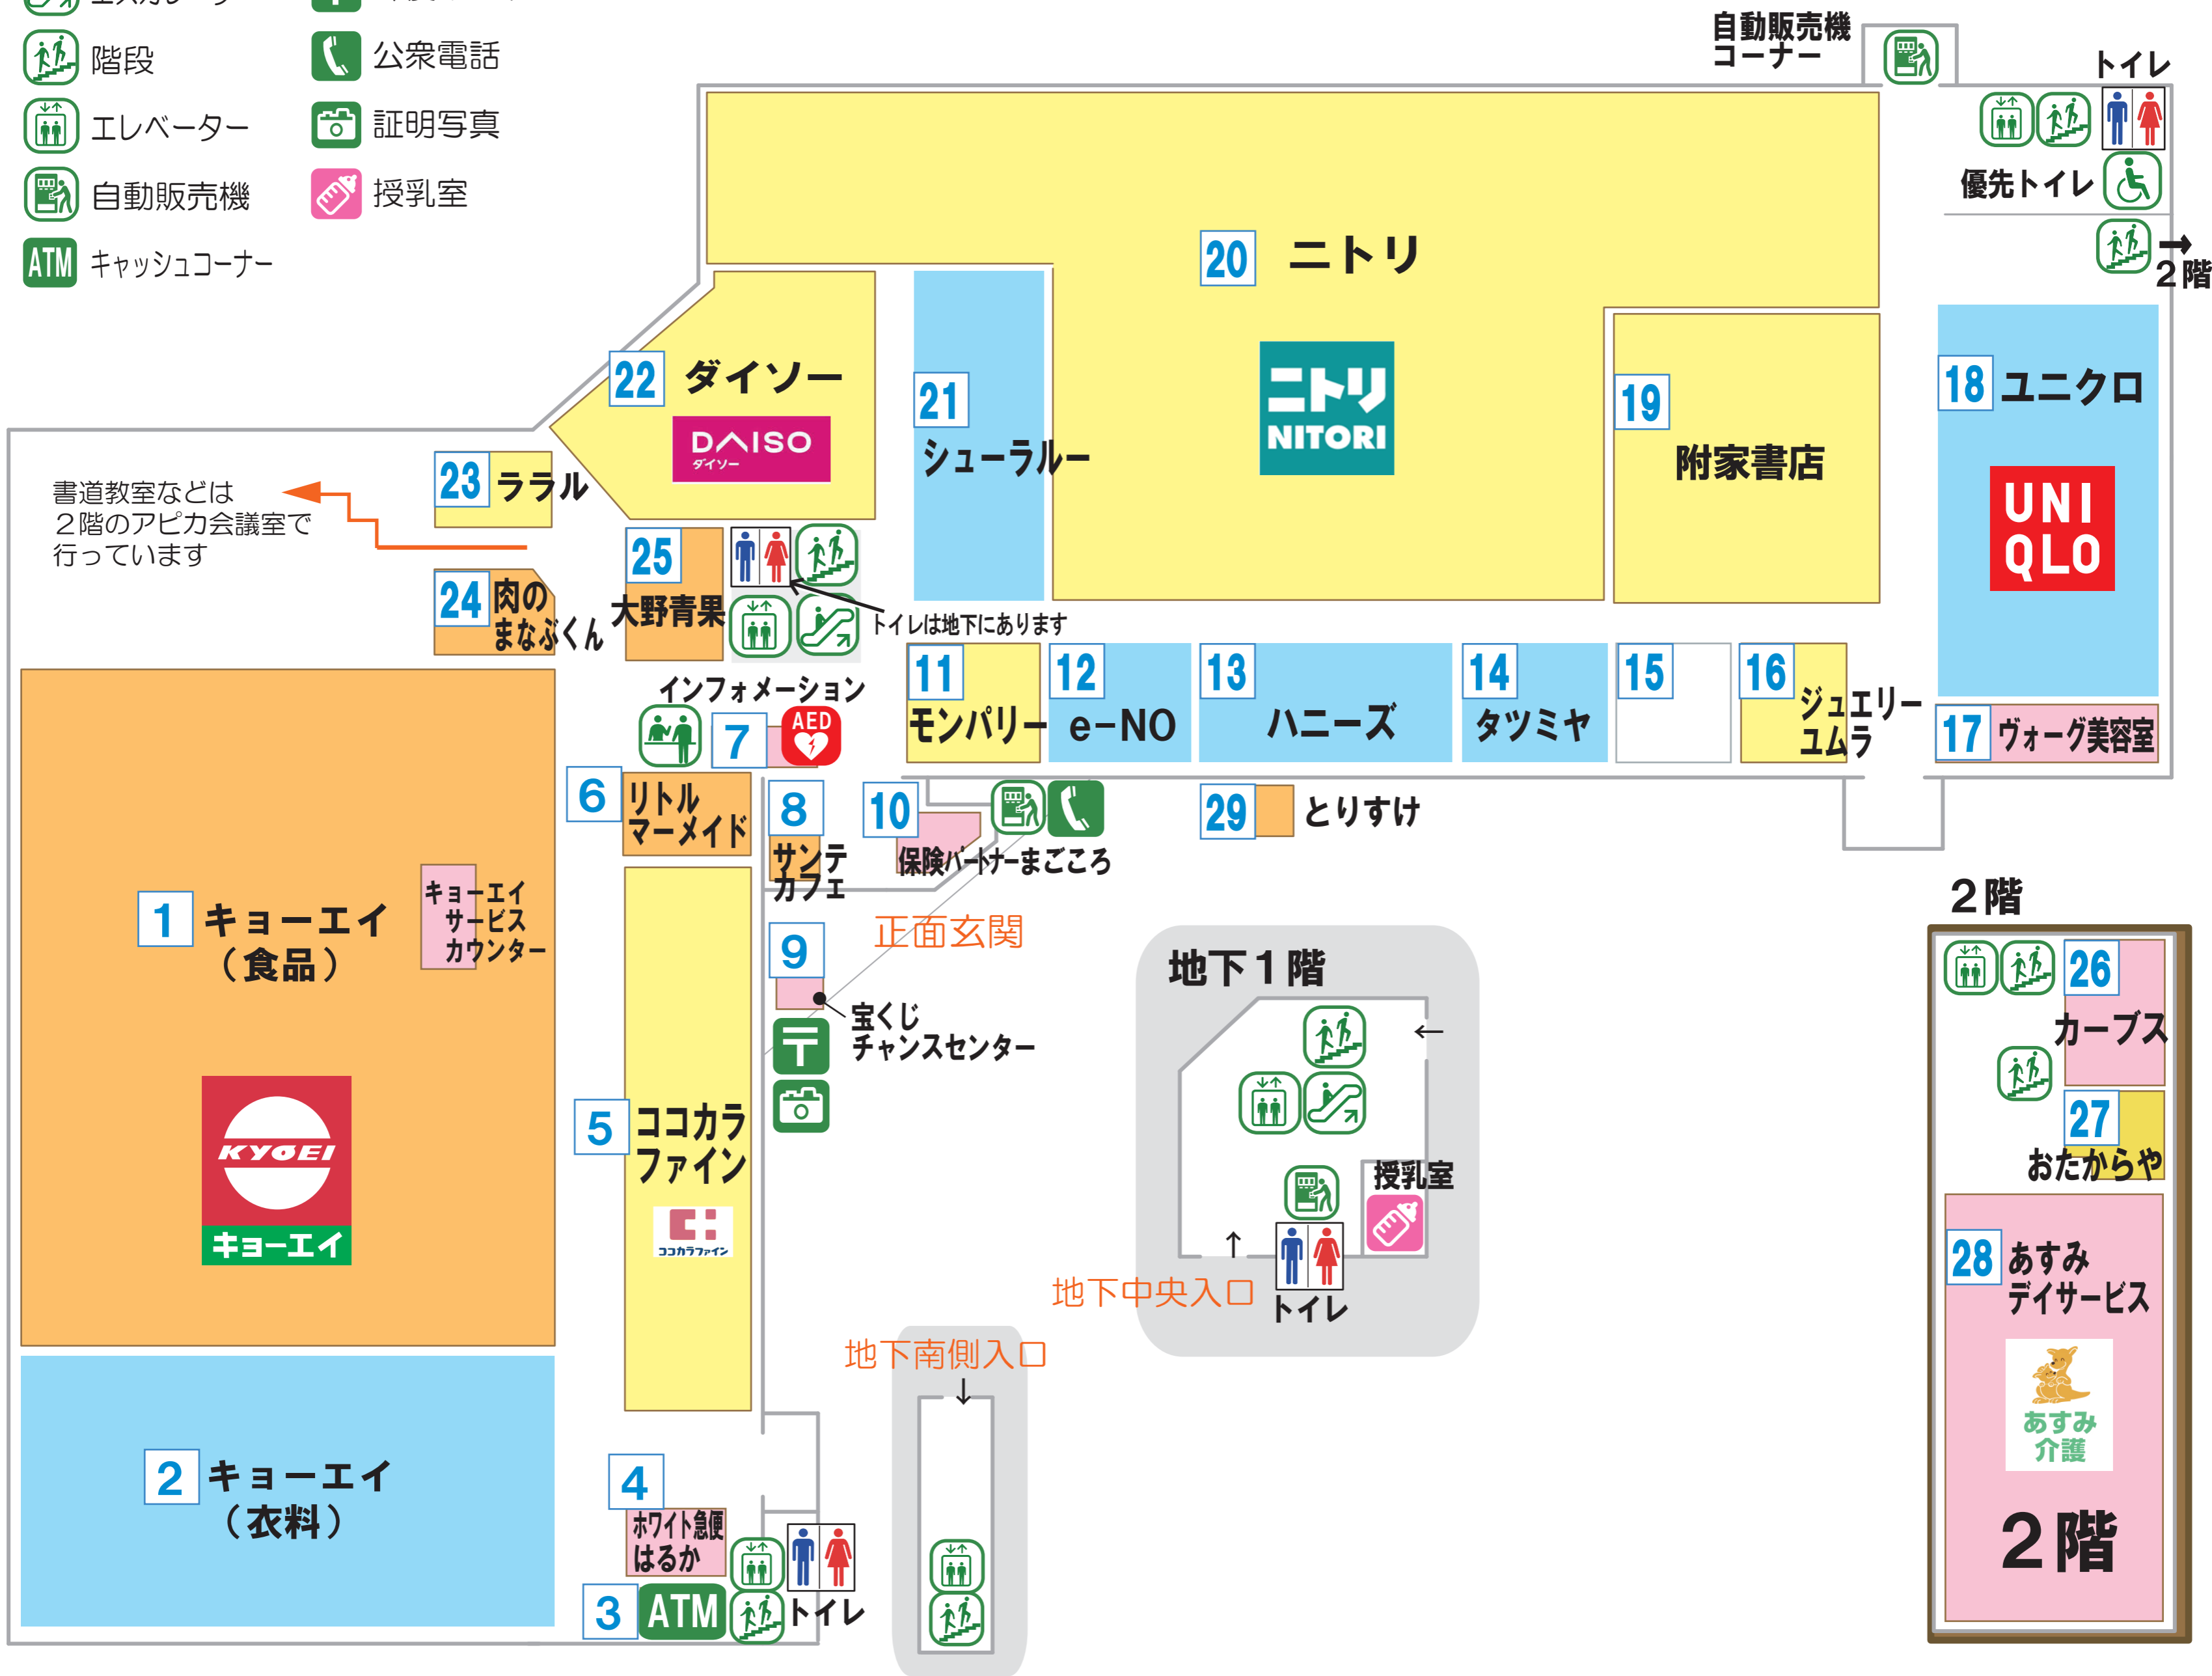 階段
エレベーター
自動販売機
ATM キャッシュコーナー
公衆電話
証明写真
授乳室
自動販売機
コーナー
トイレ
優先トイレ
→
2階
20 ニトリ
ニトリ
NITORI
22 ダイソー
DAISO
ダイソー
21
シューラルー
19
附家書店
18 ユニクロ
UNI
QLO
23 ララル
書道教室などは
2階のアピカ会議室で
行っています
24 肉の
まなぶくん
25
大野青果
トイレは地下にあります
インフォメーション
7
AED
11
モンパリー
12
e-NO
13
ハニーズ
14
タツミヤ
15
16
ジュエリー
ユムラ
17 ヴォーグ美容室
6 リトル
マーメイド
8
サンテ
カフェ
10
保険パートナーまごころ
29 とりすけ
1 キョーエイ
（食品）
キョーエイ
サービス
カウンター
KYOEI
キョーエイ
正面玄関
9
宝くじ
チャンスセンター
〒
5 ココカラ
ファイン
ココカラファイン
地下1階
←
授乳室
↑
地下中央入口
トイレ
地下南側入口
↓
2 キョーエイ
（衣料）
4
ホワイト急便
はるか
3 ATM
トイレ
2階
26
カーブス
27
おたからや
28 あすみ
デイサービス
あすみ
介護
2階